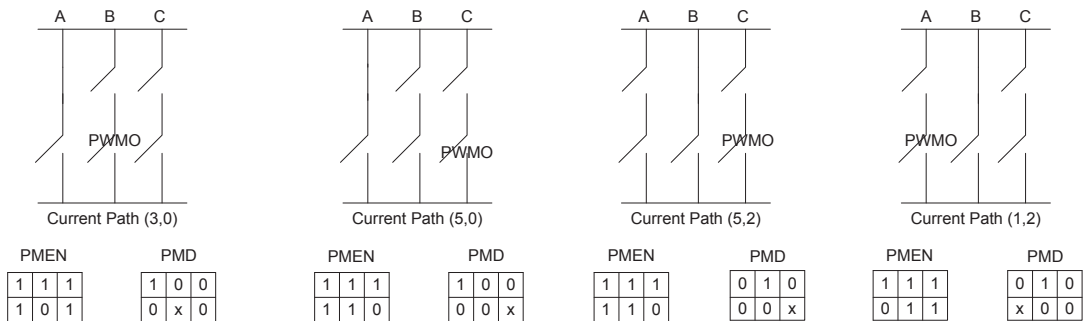 A B C
A B C
A B C
A B C
PWMO
PWMO
PWMO
PWMO
Current Path (3,0)
Current Path (5,0)
Current Path (5,2)
Current Path (1,2)
PMEN PMD
1 1 1 1 0 0
1 0 1 0 x 0
PMEN PMD
1 1 1 1 0 0
1 1 0 0 0 x
PMEN PMD
1 1 1 0 1 0
1 1 0 0 0 x
PMEN PMD
1 1 1 0 1 0
0 1 1 x 0 0